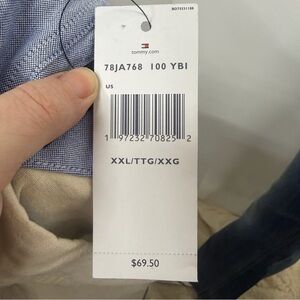 tommy.com
78JA768 100 YBI
US
1 97232 70825 2
XXL/TTG/XXG
$69.50